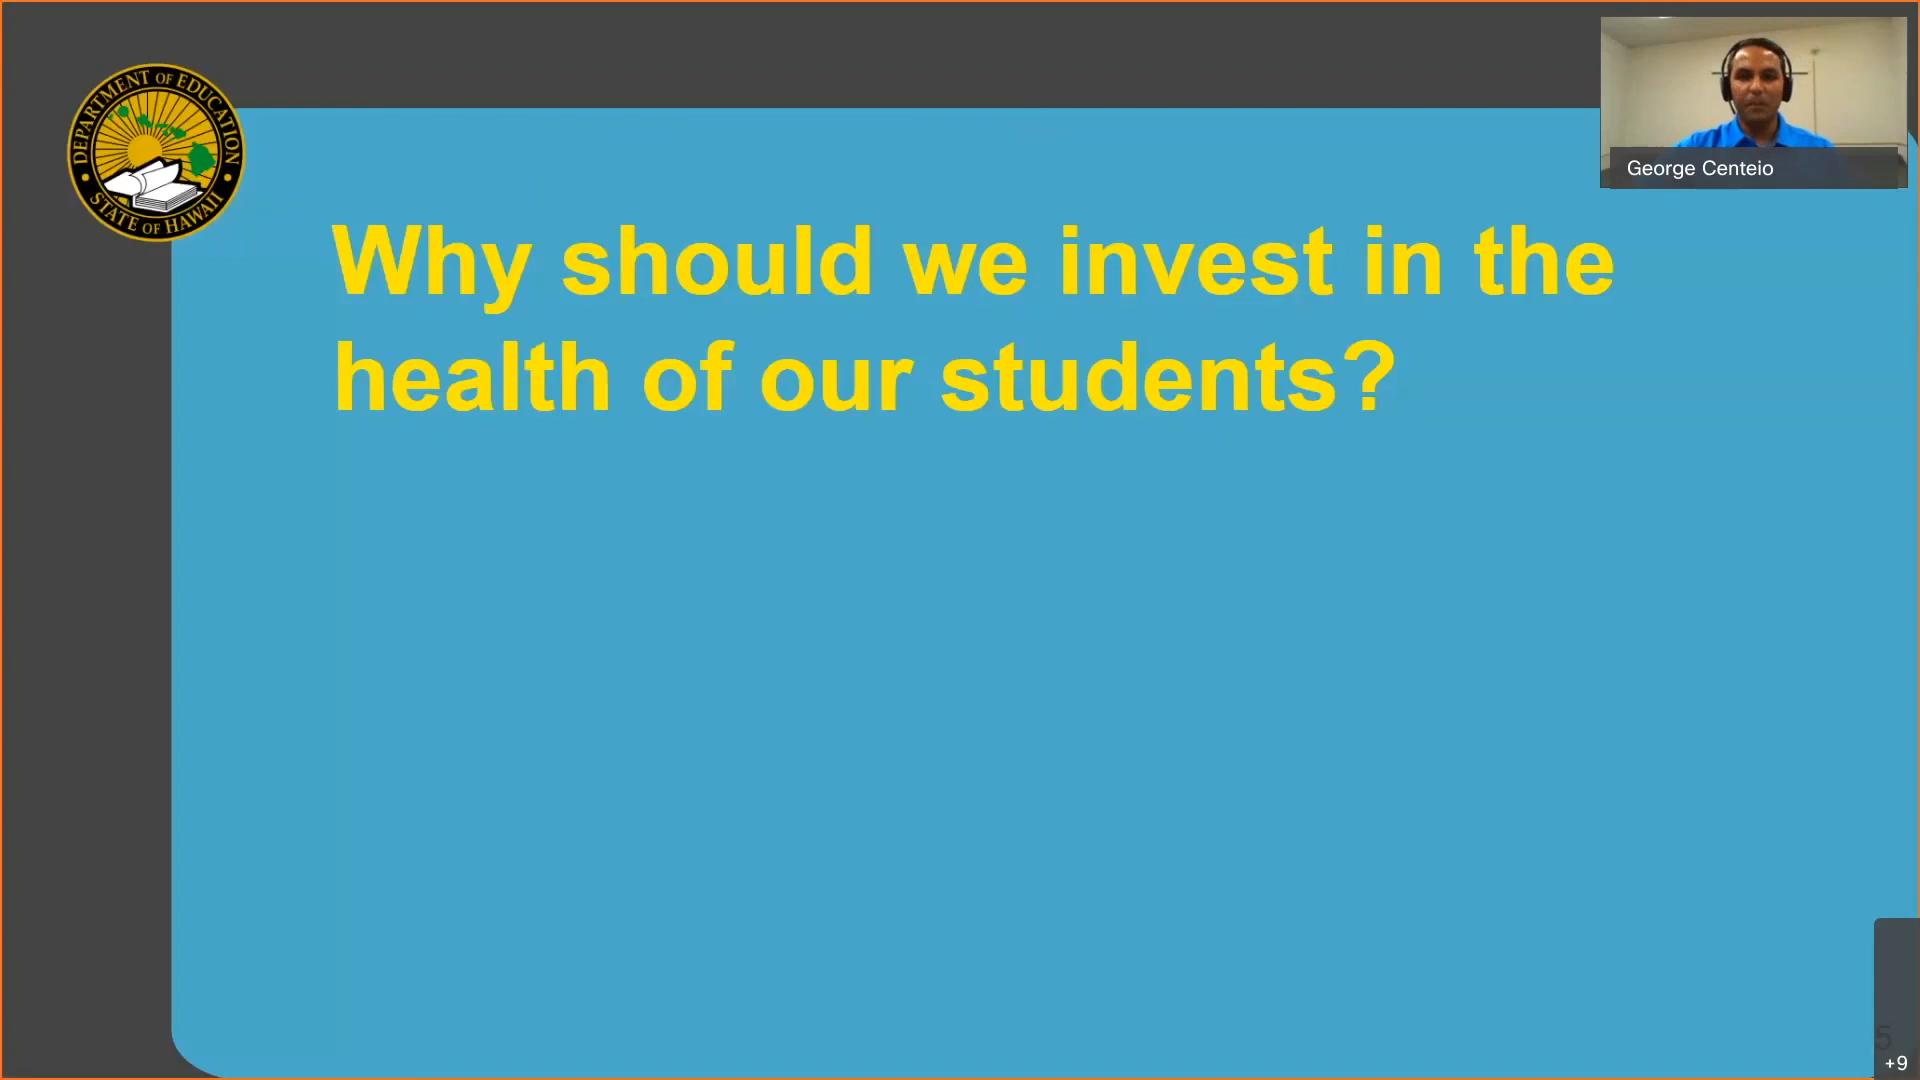 DEPARTMENT OF EDUCATION
STATE OF HAWAII
George Centeio
Why should we invest in the
health of our students?
5
+9